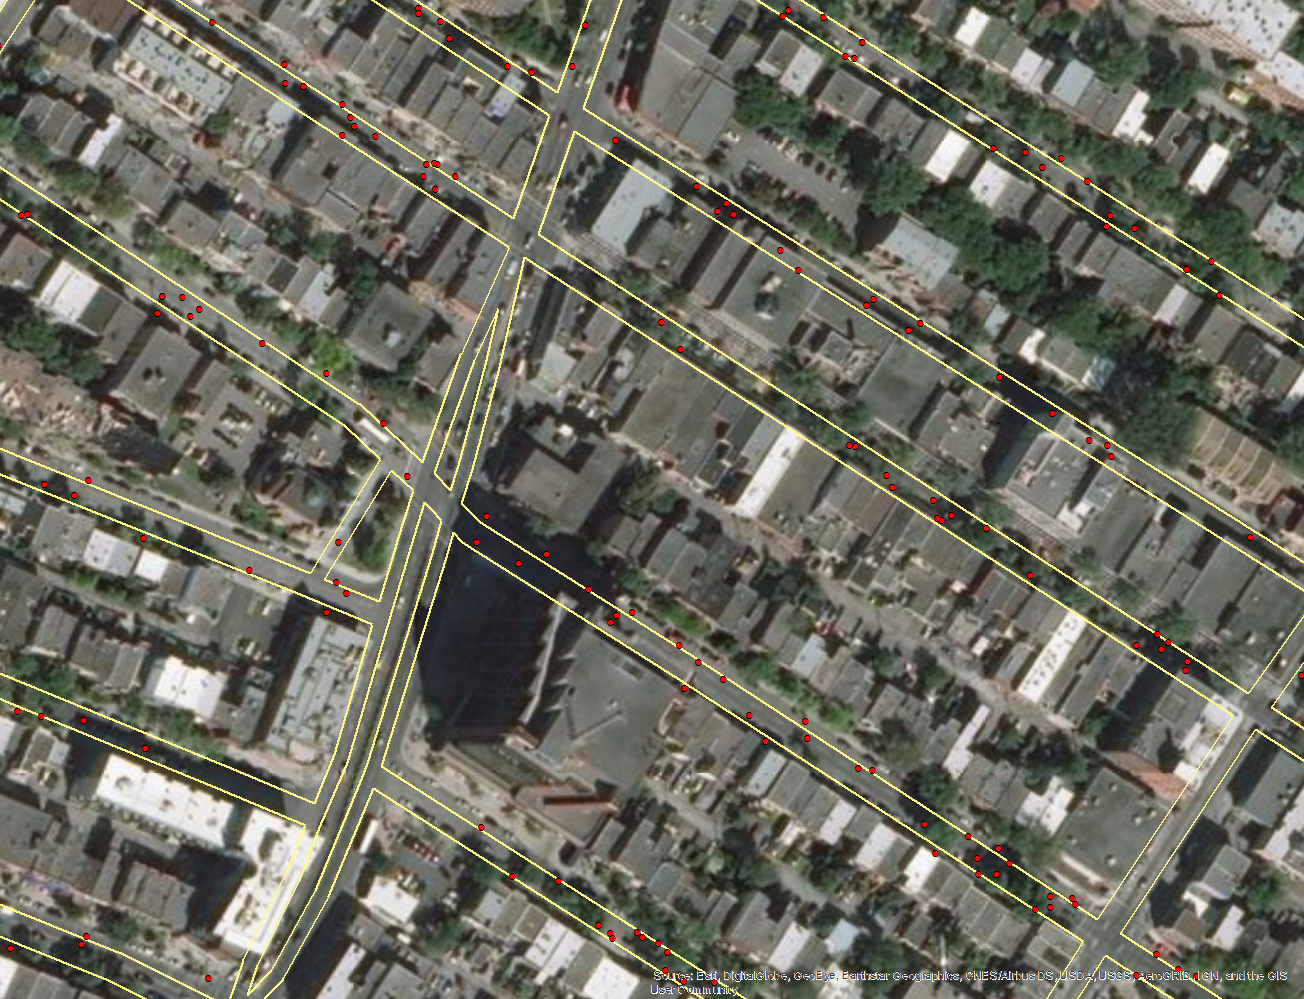 Source: Esri, DigitalGlobe, GeoEye, Earthstar Geographics, CNES/Airbus DS, USDA, USGS, AeroGRID, IGN, and the GIS
User Community